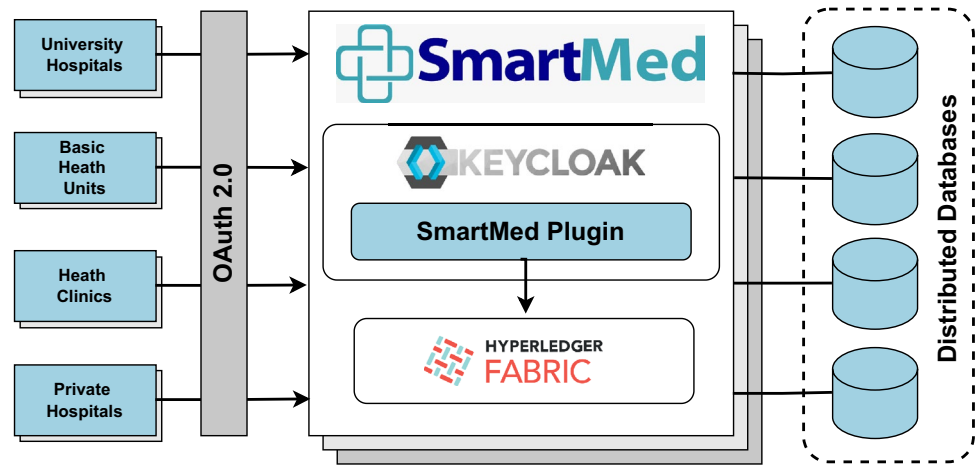 University
Hospitals
Basic
Heath
Units
Heath
Clinics
Private
Hospitals
OAuth 2.0
SmartMed
KEYCLOAK
SmartMed Plugin
HYPERLEDGER
FABRIC
Distributed Databases